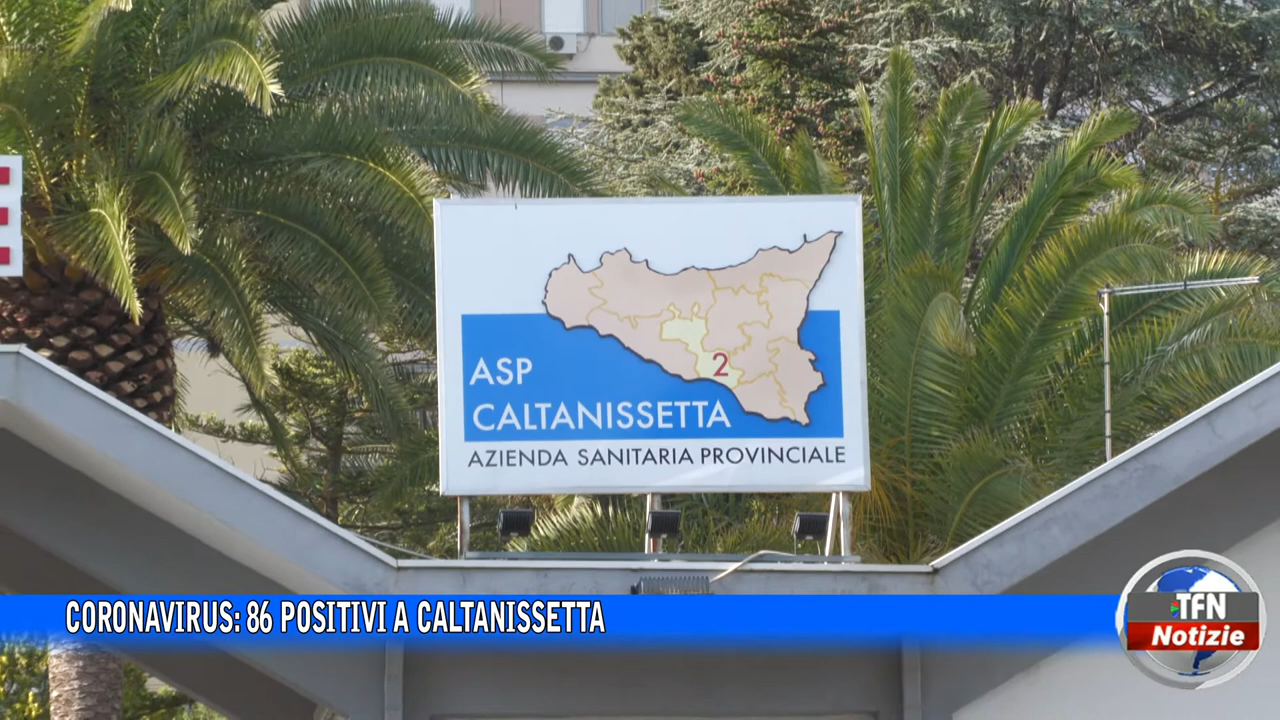 2
ASP
CALTANISSETTA
AZIENDA SANITARIA PROVINCIALE
CORONAVIRUS: 86 POSITIVI A CALTANISSETTA
TFN
Notizie